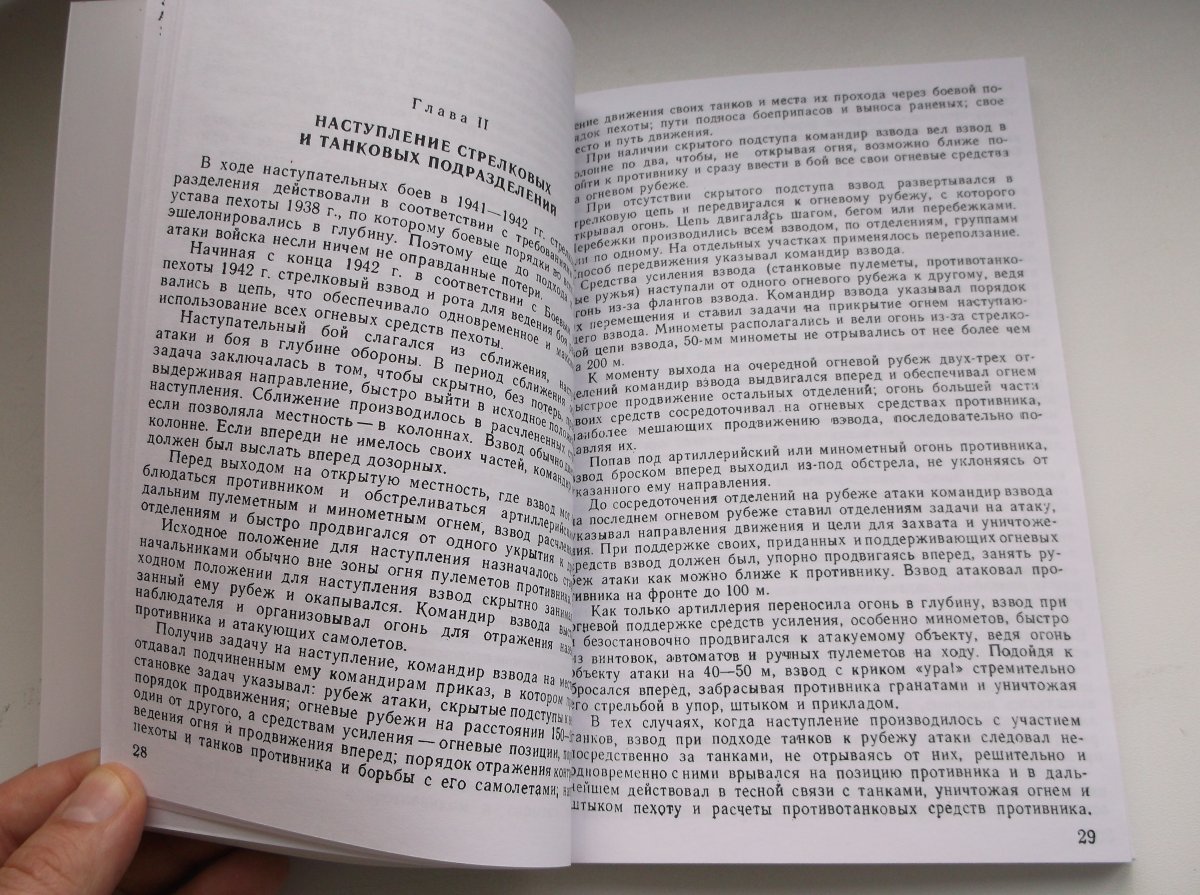 Глава II
НАСТУПЛЕНИЕ СТРЕЛКОВЫХ
И ТАНКОВЫХ ПОДРАЗДЕЛЕНИЙ
В ходе наступательных боев в 1941—1942 гг.
разделения действовали в соответствии с
устава пехоты 1938 г., по которому боевые порядки
эшелонировались в глубину. Поэтому еще до подхода
атаки войска несли ничем не оправданные потери.
Начиная с конца 1942 г. в соответствии с
пехоты 1942 г. стрелковый взвод и рота для ведения боя
вались в цепь, что обеспечивало одновременное и
использование всех огневых средств пехоты.
Наступательный бой слагался из сближения,
атаки и боя в глубине обороны. В период сближения
задача заключалась в том, чтобы скрытно, без потерь,
выдерживая направление, быстро выйти в исходное
наступления. Сближение производилось в расчлененных
если позволяла местность — в колоннах. Взвод обычно
колонне. Если впереди не имелось своих частей,
должен был выслать вперед дозорных.
Перед выходом на открытую местность, где взвод
блюдаться противником и обстреливаться
дальним пулеметным и минометным огнем, взвод
отделениям и быстро продвигался от одного укрытия к
Исходное положение для наступления назначалось
начальниками обычно вне зоны огня пулеметов противника.
ходном положении для наступления взвод скрытно
занный ему рубеж и окапывался. Командир взвода
наблюдателя и организовывал огонь для отражения
противника и атакующих самолетов.
Получив задачу на наступление, командир взвода на
отдавал подчиненным ему командирам приказ, в котором
становке задач указывал: рубеж атаки, скрытые подступы
порядок продвижения; огневые рубежи на расстоянии
один от другого, а средствам усиления — огневые позиции,
ведения огня и продвижения вперед; порядок отражения
пехоты и танков противника и борьбы с его самолетами;
28
ение движения своих танков и места их прохода через боевой по-
ядок пехоты; пути подноса боеприпасов и выноса раненых; свое
есто и путь движения.
При наличии скрытого подступа командир взвода вел взвод в
олонне по два, чтобы, не открывая огня, возможно ближе по-
ойти к противнику и сразу ввести в бой все свои огневые средства
а огневом рубеже.
При отсутствии скрытого подступа взвод развертывался в
трелковую цепь и передвигался к огневому рубежу, с которого
ткрывал огонь. Цепь двигалась шагом, бегом или перебежками.
Перебежки производились всем взводом, по отделениям, группами
ли по одному. На отдельных участках применялось переползание.
Способ передвижения указывал командир взвода.
Средства усиления взвода (станковые пулеметы, противотанко-
ые ружья) наступали от одного огневого рубежа к другому, ведя
огонь из-за флангов взвода. Командир взвода указывал порядок
х перемещения и ставил задачи на прикрытие огнем наступаю-
щего взвода. Минометы располагались и вели огонь из-за стрелко-
ой цепи взвода, 50-мм минометы не отрывались от нее более чем
а 200 м.
К моменту выхода на очередной огневой рубеж двух-трех от-
делений командир взвода выдвигался вперед и обеспечивал огнем
быстрое продвижение остальных отделений; огонь большей части
воих средств сосредоточивал на огневых средствах противника,
аиболее мешающих продвижению взвода, последовательно по-
авляя их.
Попав под артиллерийский или минометный огонь противника,
взвод броском вперед выходил из-под обстрела, не уклоняясь от
указанного ему направления.
До сосредоточения отделений на рубеже атаки командир взвода
а последнем огневом рубеже ставил отделениям задачи на атаку,
указывал направления движения и цели для захвата и уничтоже-
ния. При поддержке своих, приданных и поддерживающих огневых
редств взвод должен был, упорно продвигаясь вперед, занять ру-
беж атаки как можно ближе к противнику. Взвод атаковал про-
ивника на фронте до 100 м.
Как только артиллерия переносила огонь в глубину, взвод при
огневой поддержке средств усиления, особенно минометов, быстро
и безостановочно продвигался к атакуемому объекту, ведя огонь
из винтовок, автоматов и ручных пулеметов на ходу. Подойдя к
объекту атаки на 40—50 м, взвод с криком «ура!» стремительно
бросался вперед, забрасывая противника гранатами и уничтожая
его стрельбой в упор, штыком и прикладом.
В тех случаях, когда наступление производилось с участием
танков, взвод при подходе танков к рубежу атаки следовал не-
посредственно за танками, не отрываясь от них, решительно и
одновременно с ними врывался на позицию противника и в даль-
нейшем действовал в тесной связи с танками, уничтожая огнем и
штыком пехоту и расчеты противотанковых средств противника.
29